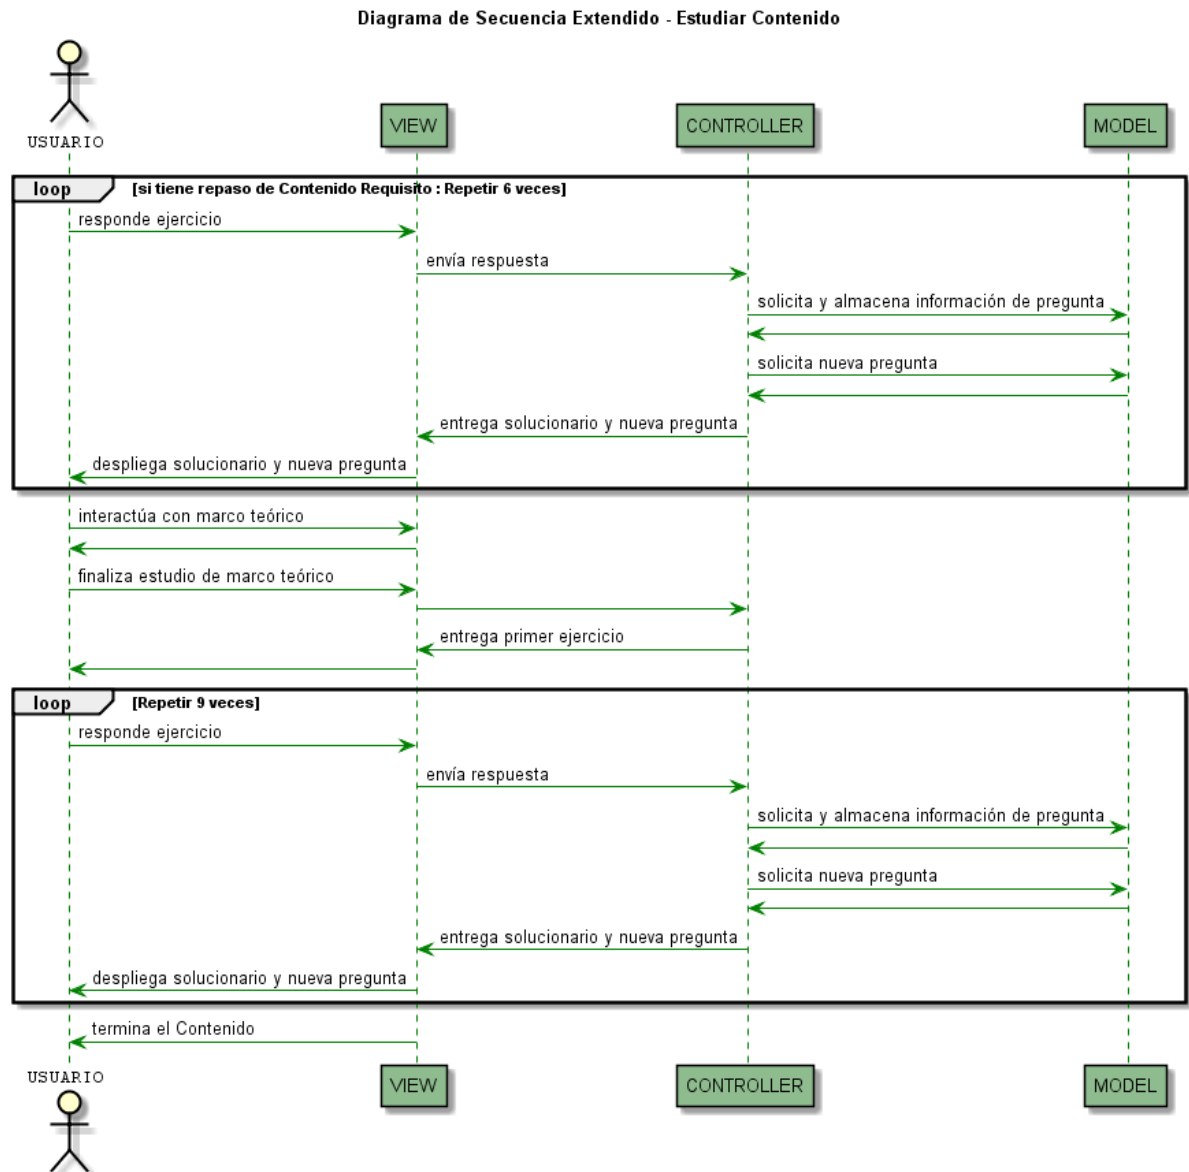 Diagrama de Secuencia Extendido - Estudiar Contenido
USUARIO
VIEW
CONTROLLER
MODEL
loop
[si tiene repaso de Contenido Requisito : Repetir 6 veces]
responde ejercicio
envía respuesta
solicita y almacena información de pregunta
solicita nueva pregunta
entrega solucionario y nueva pregunta
despliega solucionario y nueva pregunta
interactúa con marco teórico
finaliza estudio de marco teórico
entrega primer ejercicio
loop
[Repetir 9 veces]
responde ejercicio
envía respuesta
solicita y almacena información de pregunta
solicita nueva pregunta
entrega solucionario y nueva pregunta
despliega solucionario y nueva pregunta
termina el Contenido
USUARIO
VIEW
CONTROLLER
MODEL